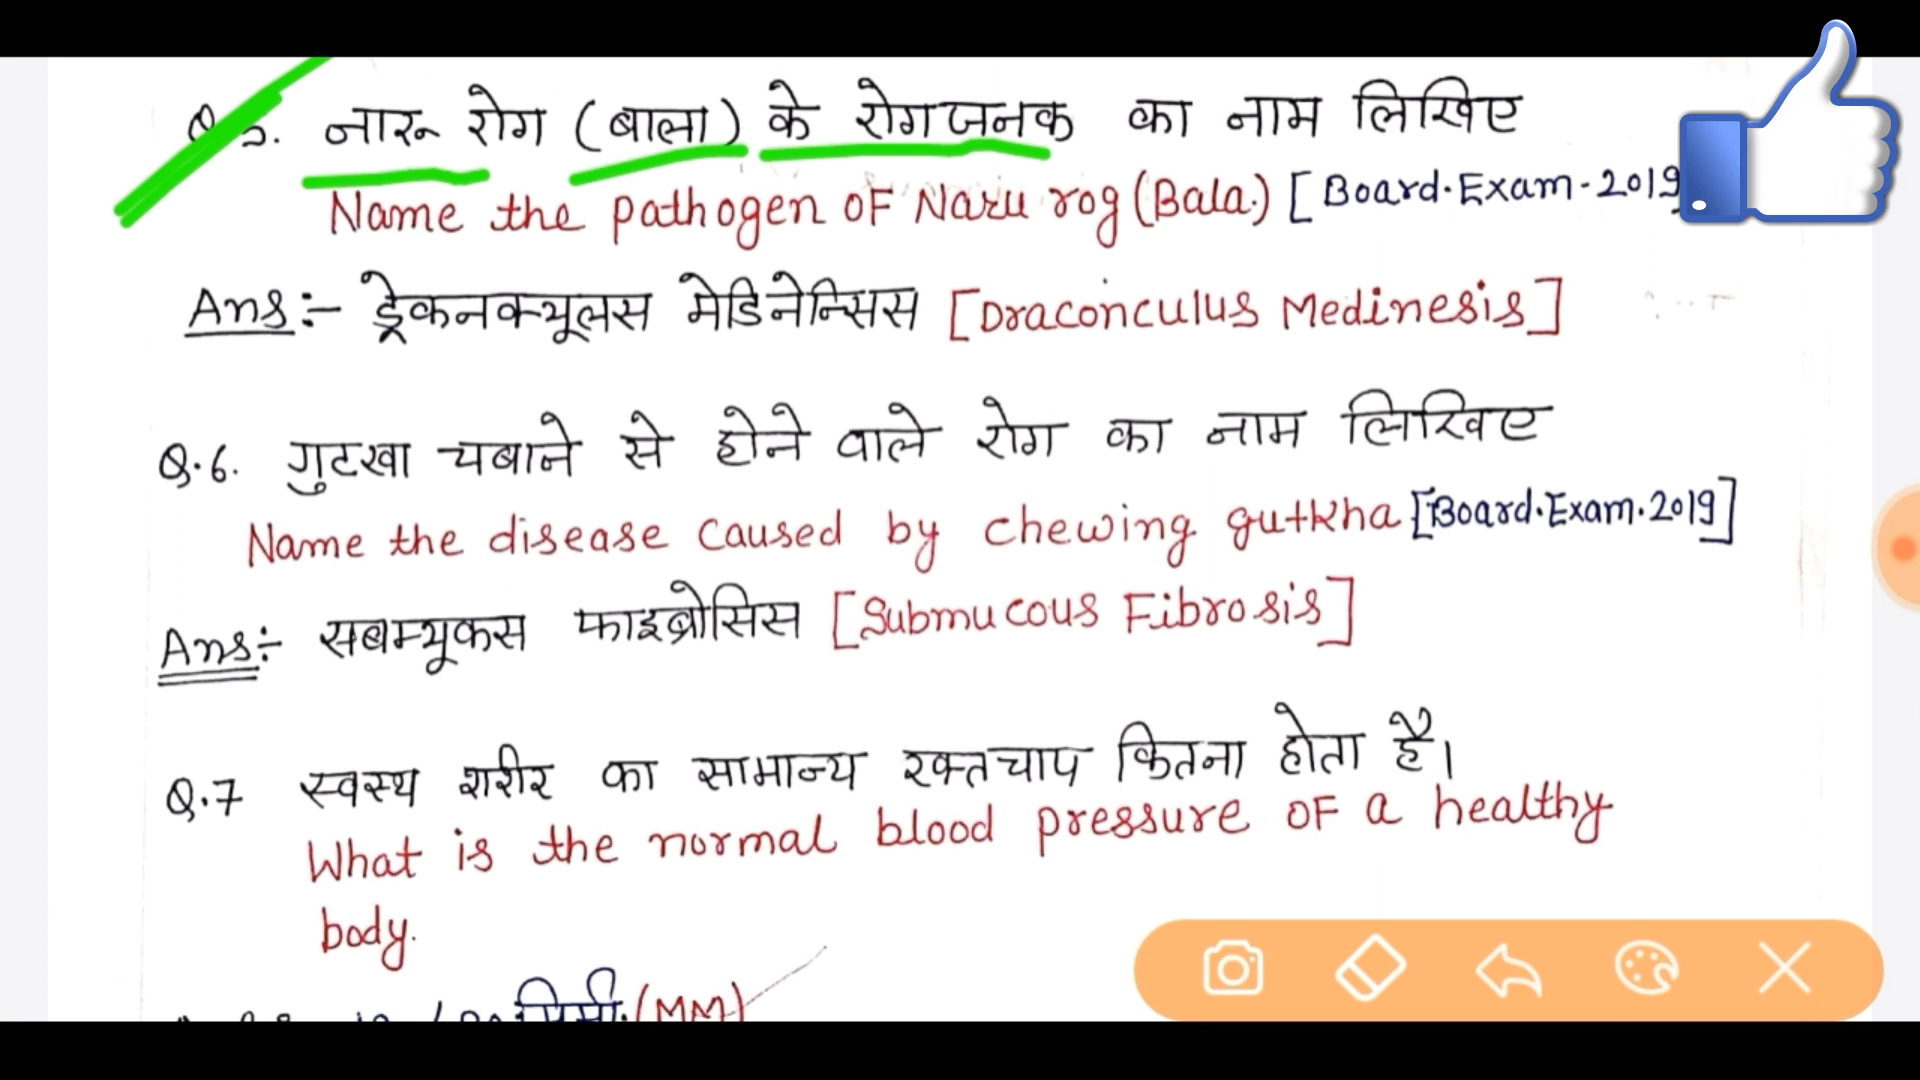 Q.5. नारू रोग (बाला) के रोगजनक का नाम लिखिए
Name the pathogen OF Naru rog (Bala.) [Board.Exam-2019]
Ans:- ड्रेकनक्यूलस मेडिनेन्सिस [Draconculus Medinesis]
Q.6. गुटखा चबाने से होने वाले रोग का नाम लिखिए
Name the disease caused by chewing gutkha [Board.Exam.2019]
Ans:- सबम्यूकस फाइब्रोसिस [Submucous Fibrosis]
Q.7 स्वस्थ शरीर का सामान्य रक्तचाप कितना होता है।
What is the normal blood pressure OF a healthy
body.
(MM)